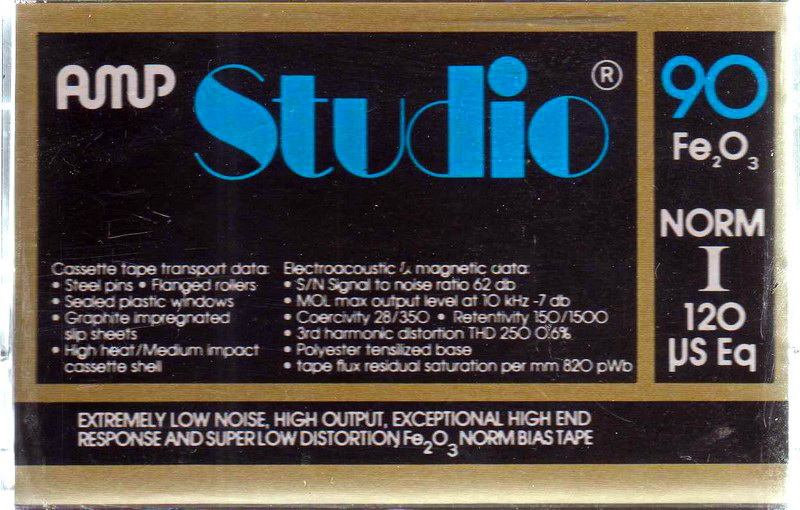 AMP Studio ®
90
Fe₂O₃
NORM
I
120
µS Eq
Cassette tape transport data:
• Steel pins • Flanged rollers
• Sealed plastic windows
• Graphite impregnated
slip sheets
• High heat/Medium impact
cassette shell
Electroacoustic & magnetic data:
• S/N Signal to noise ratio 62 db
• MOL max output level at 10 kHz -7 db
• Coercivity 28/350 • Retentivity 150/1500
• 3rd harmonic distortion THD 250 0.6%
• Polyester tensilized base
• tape flux residual saturation per mm 820 pWb
EXTREMELY LOW NOISE, HIGH OUTPUT, EXCEPTIONAL HIGH END
RESPONSE AND SUPER LOW DISTORTION, Fe₂O₃ NORM BIAS TAPE